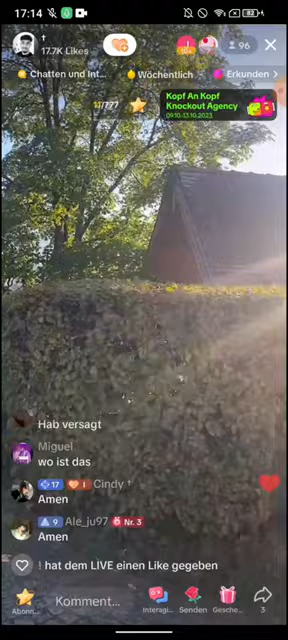 17:14
82
†
17.7K Likes
96
Chatten und Int...
Wöchentlich
Erkunden >
11/777
Kopf An Kopf
Knockout Agency
09.10-13.10.2023
Hab versagt
Miguel
wo ist das
17 I Cindy †
Amen
9 Ale_ju97 Nr. 3
Amen
! hat dem LIVE einen Like gegeben
Abonn...
Komment...
Interagi...
Senden
Gesche...
3